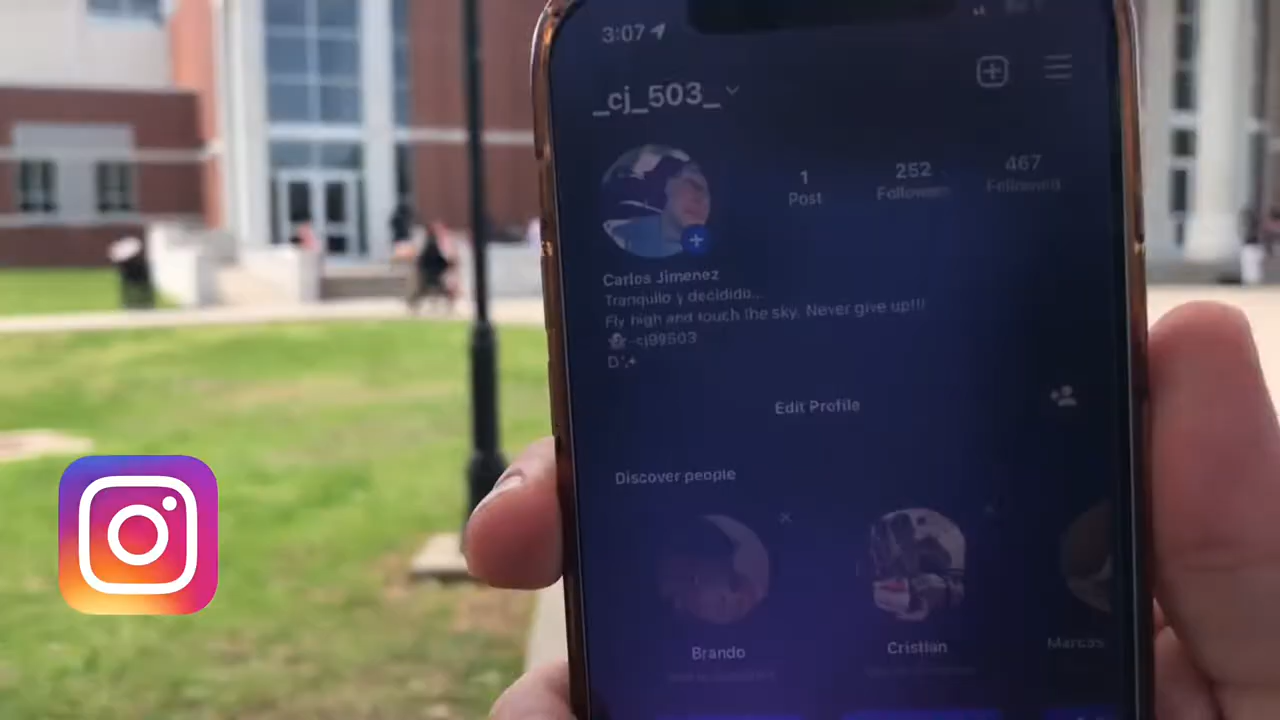 3:07
_cj_503_
1
Post
252
Followers
467
Following
Carlos Jimenez
Tranquilo y decidido...
Fly high and touch the sky. Never give up!!!
-cj99503
D
Edit Profile
Discover people
Brando
Cristian
Marcos